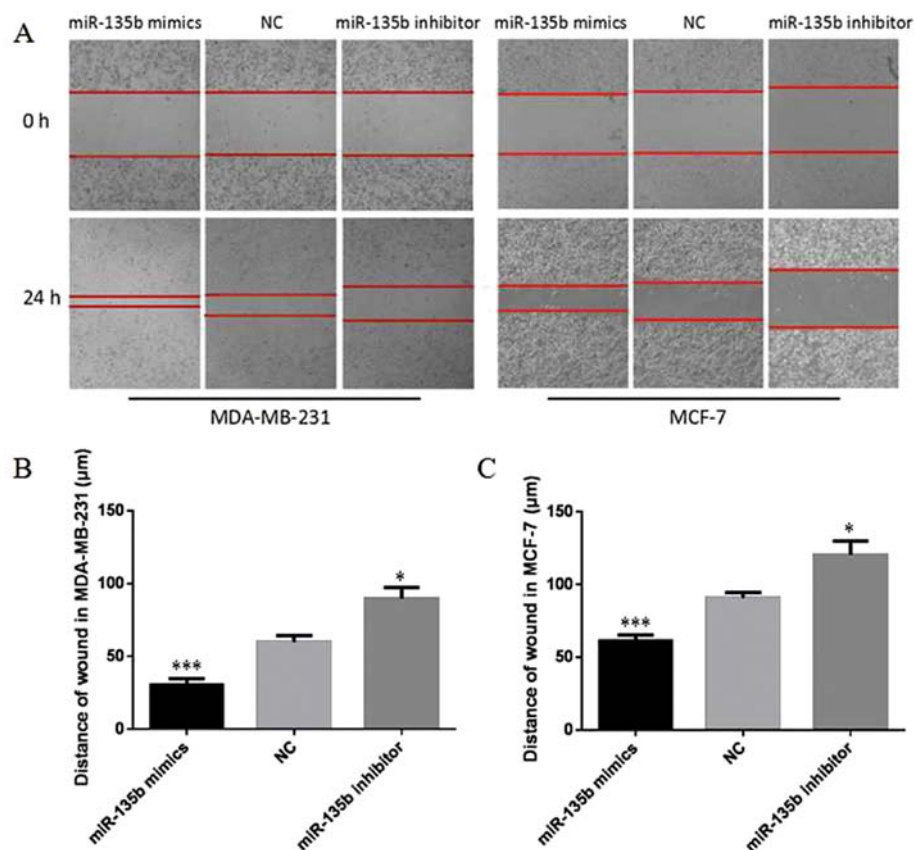 A
miR-135b mimics NC miR-135b inhibitor miR-135b mimics NC miR-135b inhibitor
0 h
24 h
MDA-MB-231 MCF-7
B
Distance of wound in MDA-MB-231 (μm)
150
100
50
0
***
*
miR-135b mimics
NC
miR-135b inhibitor
C
Distance of wound in MCF-7 (μm)
150
100
50
0
***
*
miR-135b mimics
NC
miR-135b inhibitor